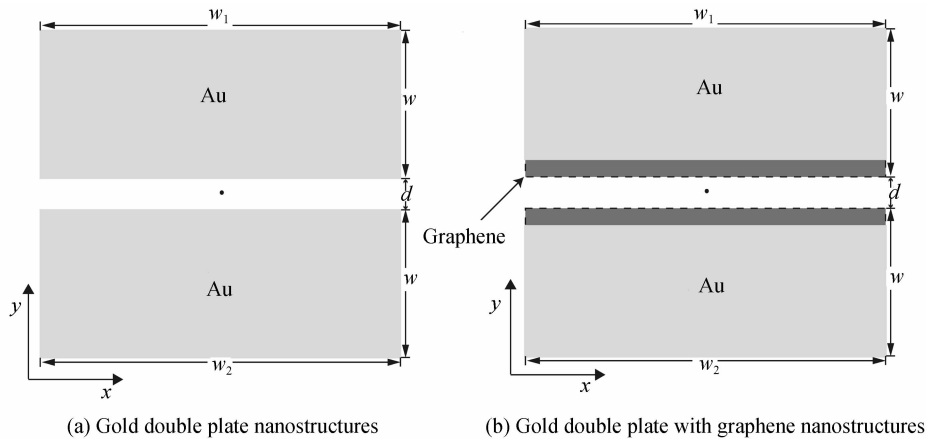 w1
w1
Au
w
Au
w
d
d
Graphene
Au
w
Au
w
y
y
w2
w2
x
x
(a) Gold double plate nanostructures
(b) Gold double plate with graphene nanostructures